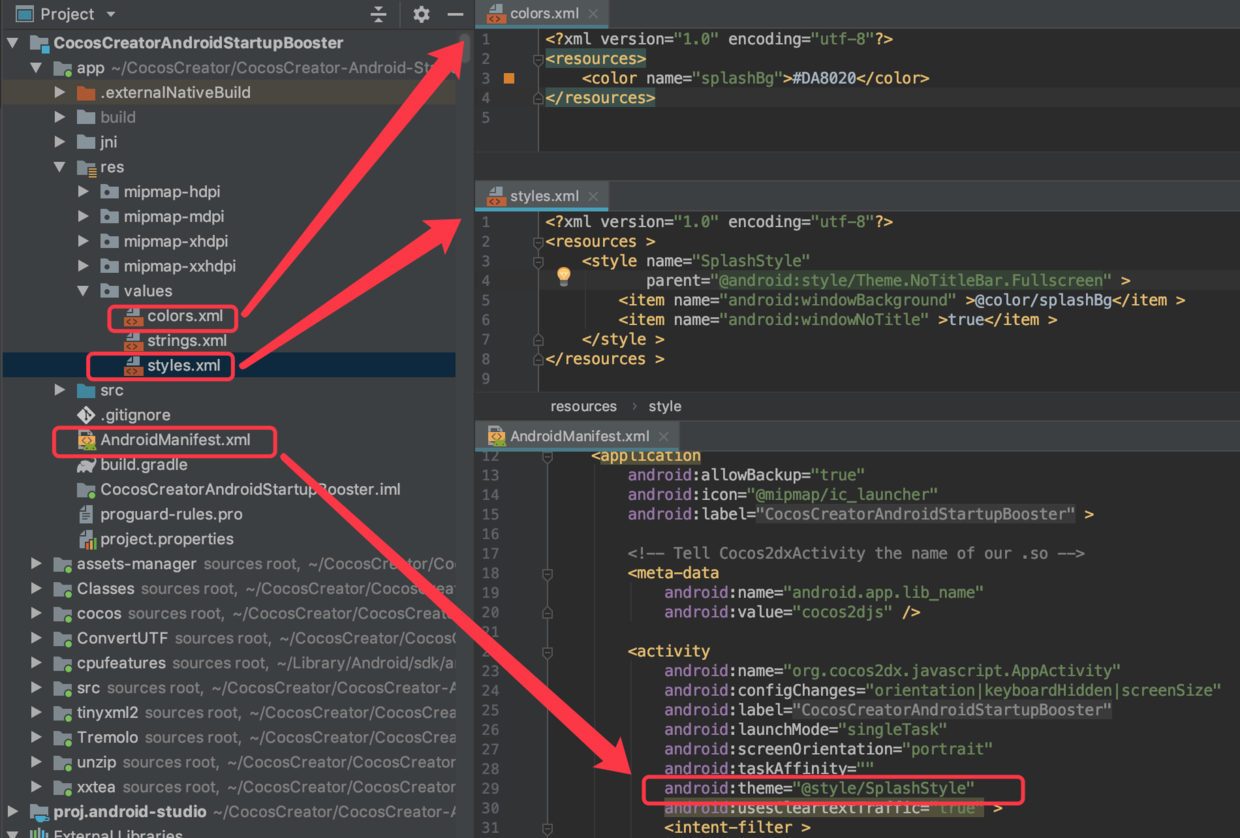 Project
CocosCreatorAndroidStartupBooster
app ~/CocosCreator/CocosCreator-Android-St
.externalNativeBuild
build
jni
res
mipmap-hdpi
mipmap-mdpi
mipmap-xhdpi
mipmap-xxhdpi
values
colors.xml
strings.xml
styles.xml
src
.gitignore
AndroidManifest.xml
build.gradle
CocosCreatorAndroidStartupBooster.iml
proguard-rules.pro
project.properties
assets-manager sources root, ~/CocosCreator/Co
Classes sources root, ~/CocosCreator/CocosCrea
cocos sources root, ~/CocosCreator/CocosCreat
ConvertUTF sources root, ~/CocosCreator/Cocos
cpufeatures sources root, ~/Library/Android/sdk/a
src sources root, ~/CocosCreator/CocosCreator-A
tinyxml2 sources root, ~/CocosCreator/CocosCre
Tremolo sources root, ~/CocosCreator/CocosCrea
unzip sources root, ~/CocosCreator/CocosCreato
xxtea sources root, ~/CocosCreator/CocosCreato
proj.android-studio ~/CocosCreator/CocosCreator-A
External Libraries
colors.xml
1 <?xml version="1.0" encoding="utf-8"?>
2 <resources>
3 <color name="splashBg">#DA8020</color>
4 </resources>
5
styles.xml
1 <?xml version="1.0" encoding="utf-8"?>
2 <resources >
3 <style name="SplashStyle"
4 parent="@android:style/Theme.NoTitleBar.Fullscreen" >
5 <item name="android:windowBackground" >@color/splashBg</item >
6 <item name="android:windowNoTitle" >true</item >
7 </style >
8 </resources >
9
resources › style
AndroidManifest.xml
12 <application
13 android:allowBackup="true"
14 android:icon="@mipmap/ic_launcher"
15 android:label="CocosCreatorAndroidStartupBooster" >
16
17 <!-- Tell Cocos2dxActivity the name of our .so -->
18 <meta-data
19 android:name="android.app.lib_name"
20 android:value="cocos2djs" />
21
<activity
23 android:name="org.cocos2dx.javascript.AppActivity"
24 android:configChanges="orientation|keyboardHidden|screenSize"
25 android:label="CocosCreatorAndroidStartupBooster"
26 android:launchMode="singleTask"
27 android:screenOrientation="portrait"
28 android:taskAffinity=""
29 android:theme="@style/SplashStyle"
30 android:usesCleartextTraffic="true" >
31 <intent-filter >